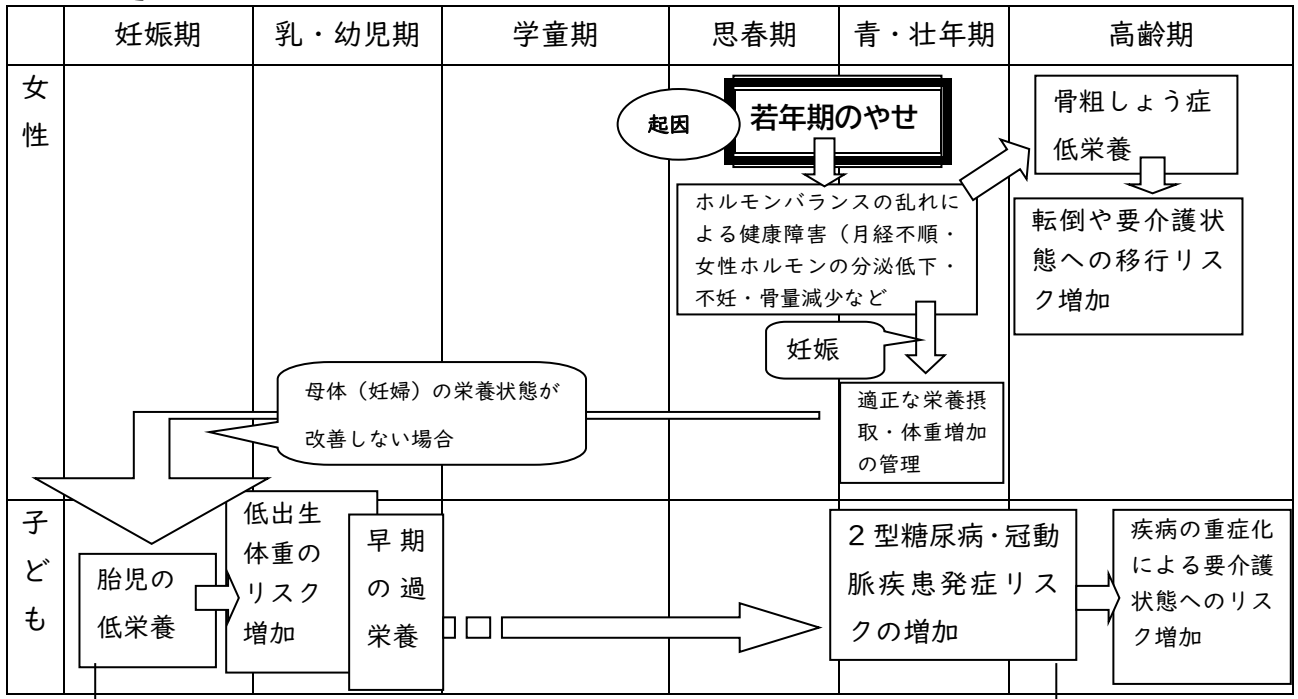 妊娠期 乳・幼児期 学童期 思春期 青・壮年期 高齢期
女
性
起因
若年期のやせ
ホルモンバランスの乱れに
よる健康障害（月経不順・
女性ホルモンの分泌低下・
不妊・骨量減少など
骨粗しょう症
低栄養
転倒や要介護状
態への移行リス
ク増加
妊娠
適正な栄養摂
取・体重増加
の管理
母体（妊婦）の栄養状態が
改善しない場合
子
ど
も
胎児の
低栄養
低出生
体重の
リスク
増加
早期
の過
栄養
２型糖尿病・冠動
脈疾患発症リス
クの増加
疾病の重症化
による要介護
状態へのリス
ク増加